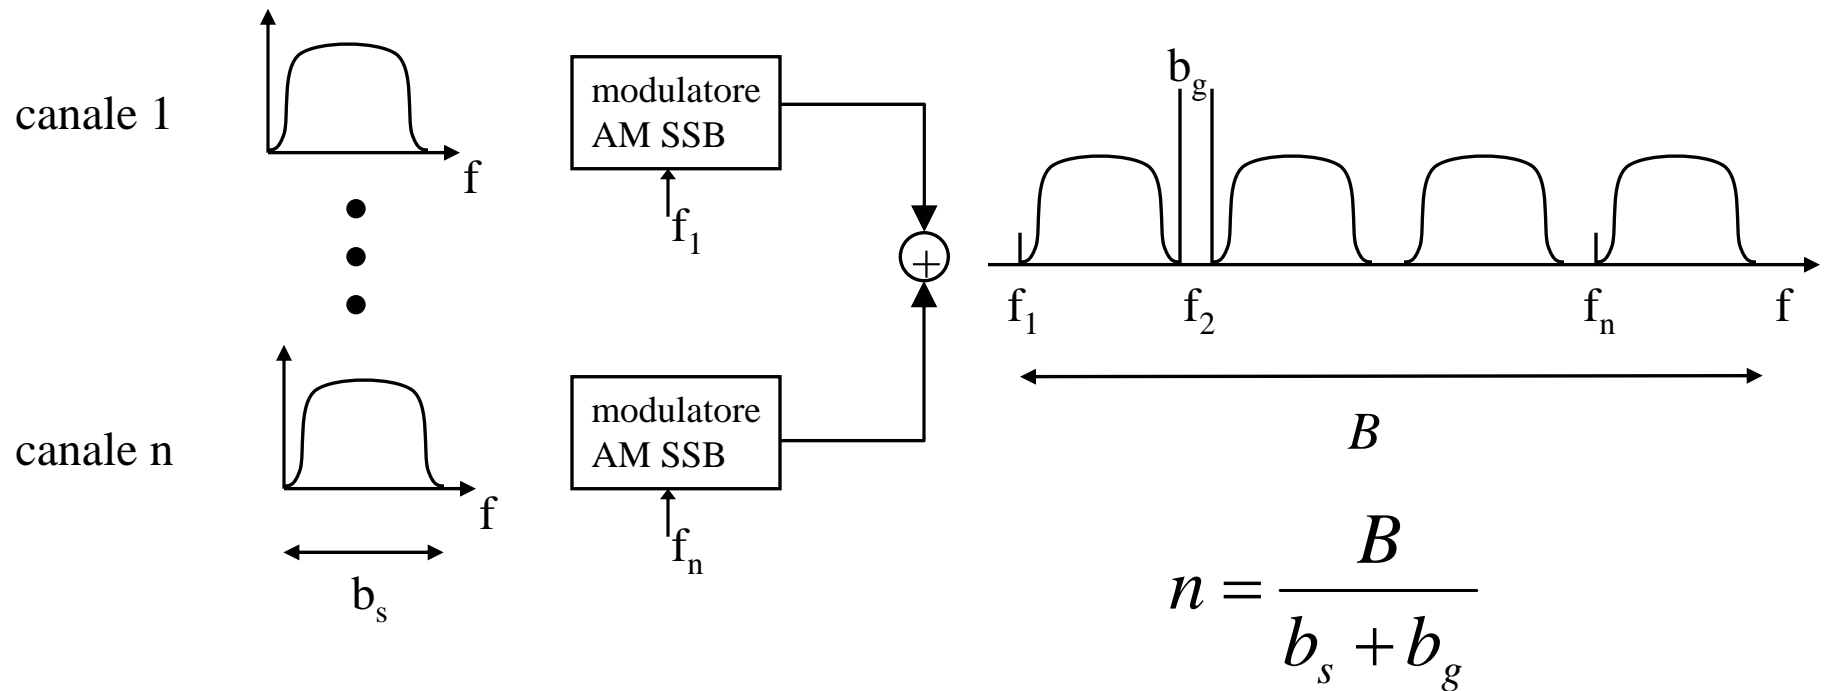 canale 1
f
modulatore
AM SSB
f₁
+
b_g
f₁
f₂
fₙ
f
B
canale n
f
b_s
modulatore
AM SSB
fₙ
n = B / (b_s + b_g)